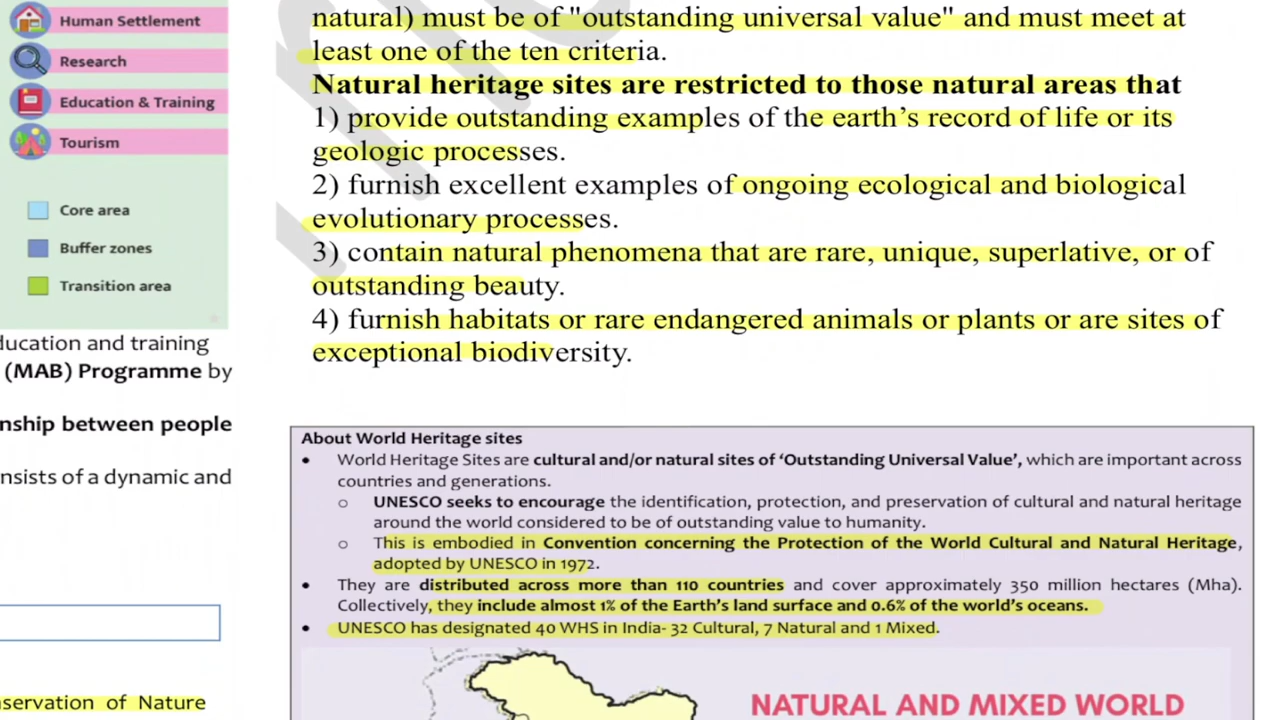 Human Settlement
Research
Education & Training
Tourism
Core area
Buffer zones
Transition area
education and training
(MAB) Programme by
between people
consists of a dynamic and
of Nature
natural) must be of "outstanding universal value" and must meet at
least one of the ten criteria.
Natural heritage sites are restricted to those natural areas that
1) provide outstanding examples of the earth’s record of life or its
geologic processes.
2) furnish excellent examples of ongoing ecological and biological
evolutionary processes.
3) contain natural phenomena that are rare, unique, superlative, or of
outstanding beauty.
4) furnish habitats or rare endangered animals or plants or are sites of
exceptional biodiversity.
About World Heritage sites
• World Heritage Sites are cultural and/or natural sites of ‘Outstanding Universal Value’, which are important across
countries and generations.
o UNESCO seeks to encourage the identification, protection, and preservation of cultural and natural heritage
around the world considered to be of outstanding value to humanity.
o This is embodied in Convention concerning the Protection of the World Cultural and Natural Heritage,
adopted by UNESCO in 1972.
• They are distributed across more than 110 countries and cover approximately 350 million hectares (Mha).
Collectively, they include almost 1% of the Earth’s land surface and 0.6% of the world’s oceans.
• UNESCO has designated 40 WHS in India- 32 Cultural, 7 Natural and 1 Mixed.
NATURAL AND MIXED WORLD